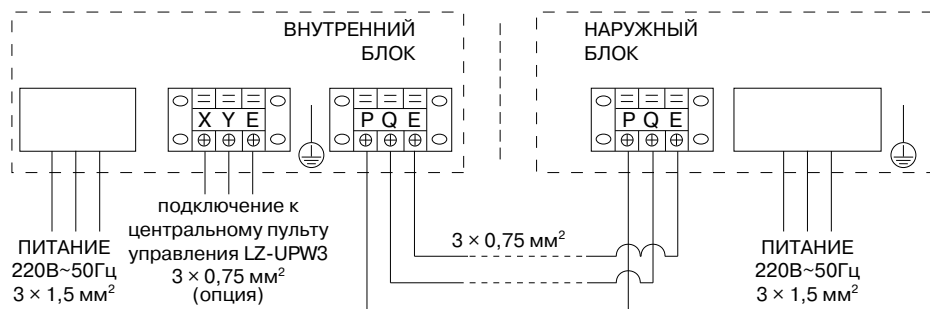 ВНУТРЕННИЙ
БЛОК
НАРУЖНЫЙ
БЛОК
X Y E
P Q E
P Q E
ПИТАНИЕ
220В~50Гц
3 × 1,5 мм²
подключение к
центральному пульту
управления LZ-UPW3
3 × 0,75 мм²
(опция)
3 × 0,75 мм²
ПИТАНИЕ
220В~50Гц
3 × 1,5 мм²